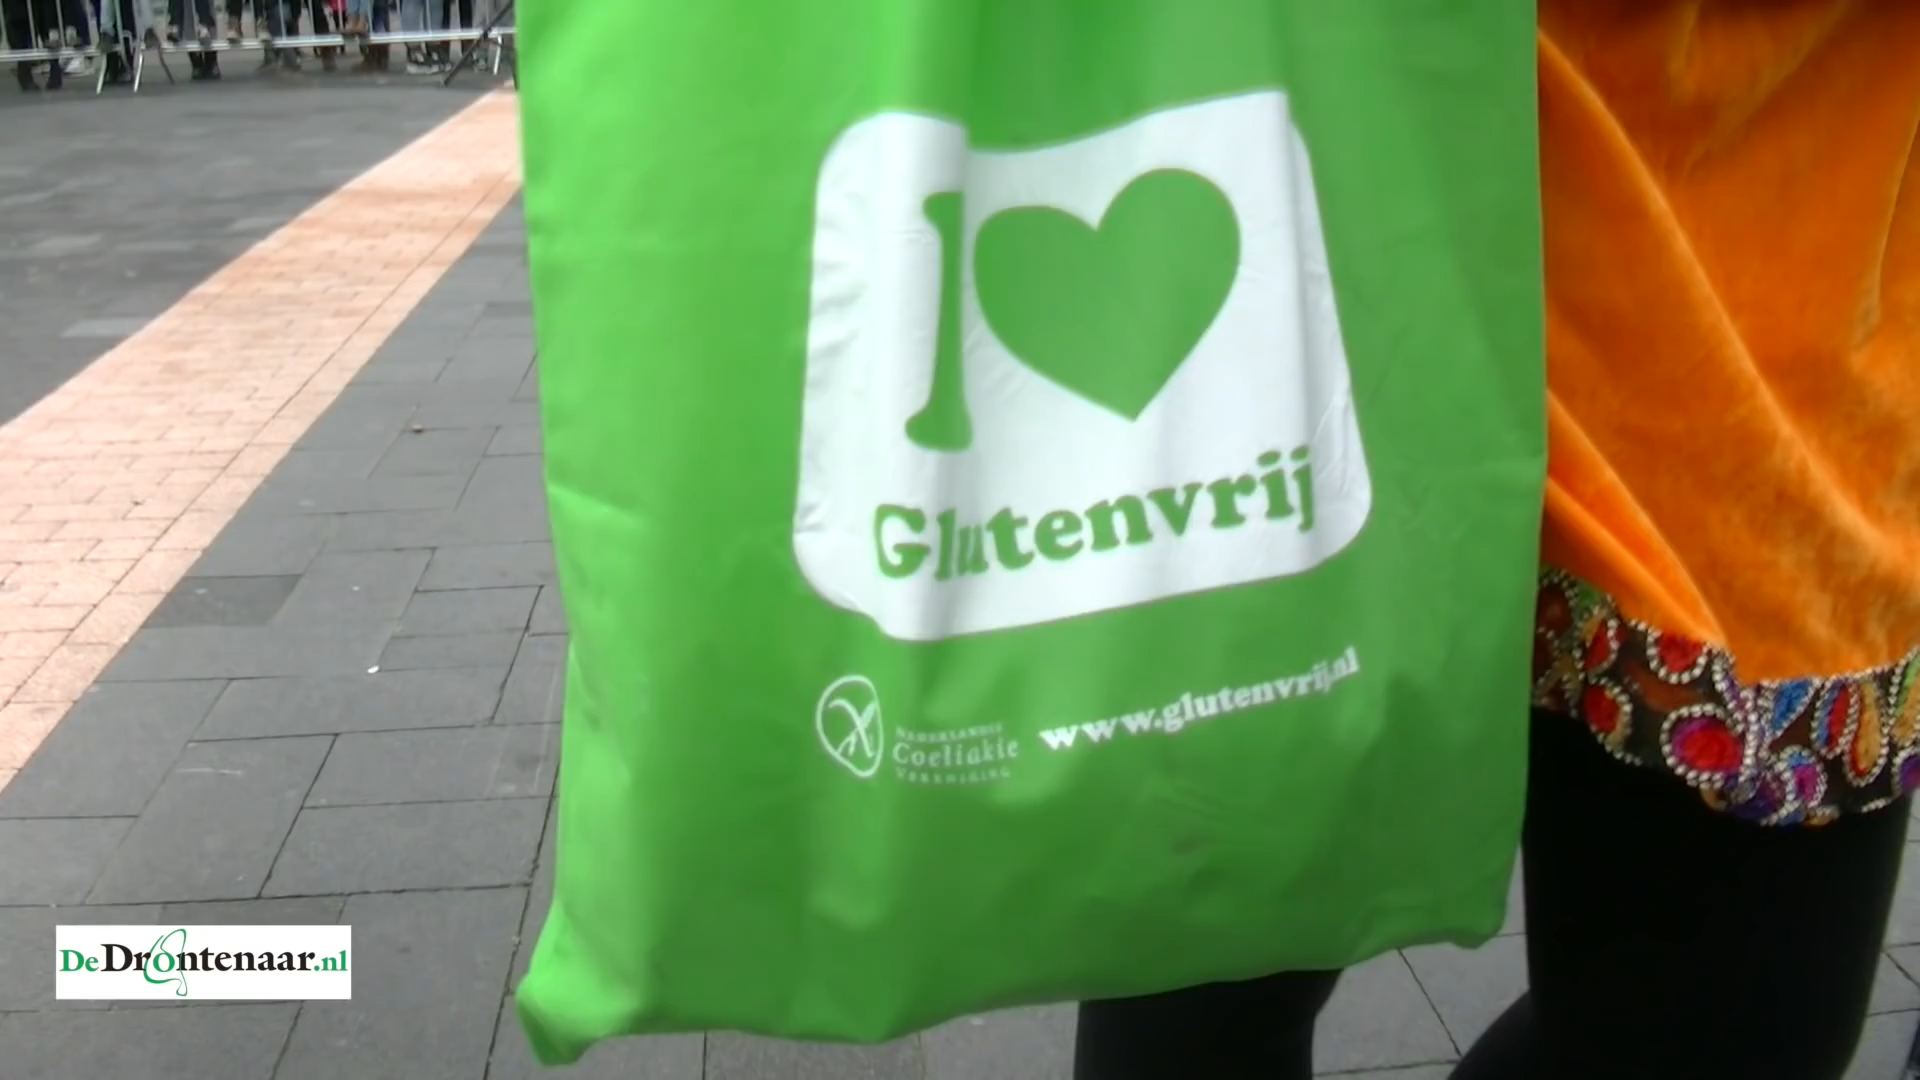 I
Glutenvrij
NEDERLANDSE
Coeliakie
VERENIGING
www.glutenvrij.nl
DeDrontenaar.nl